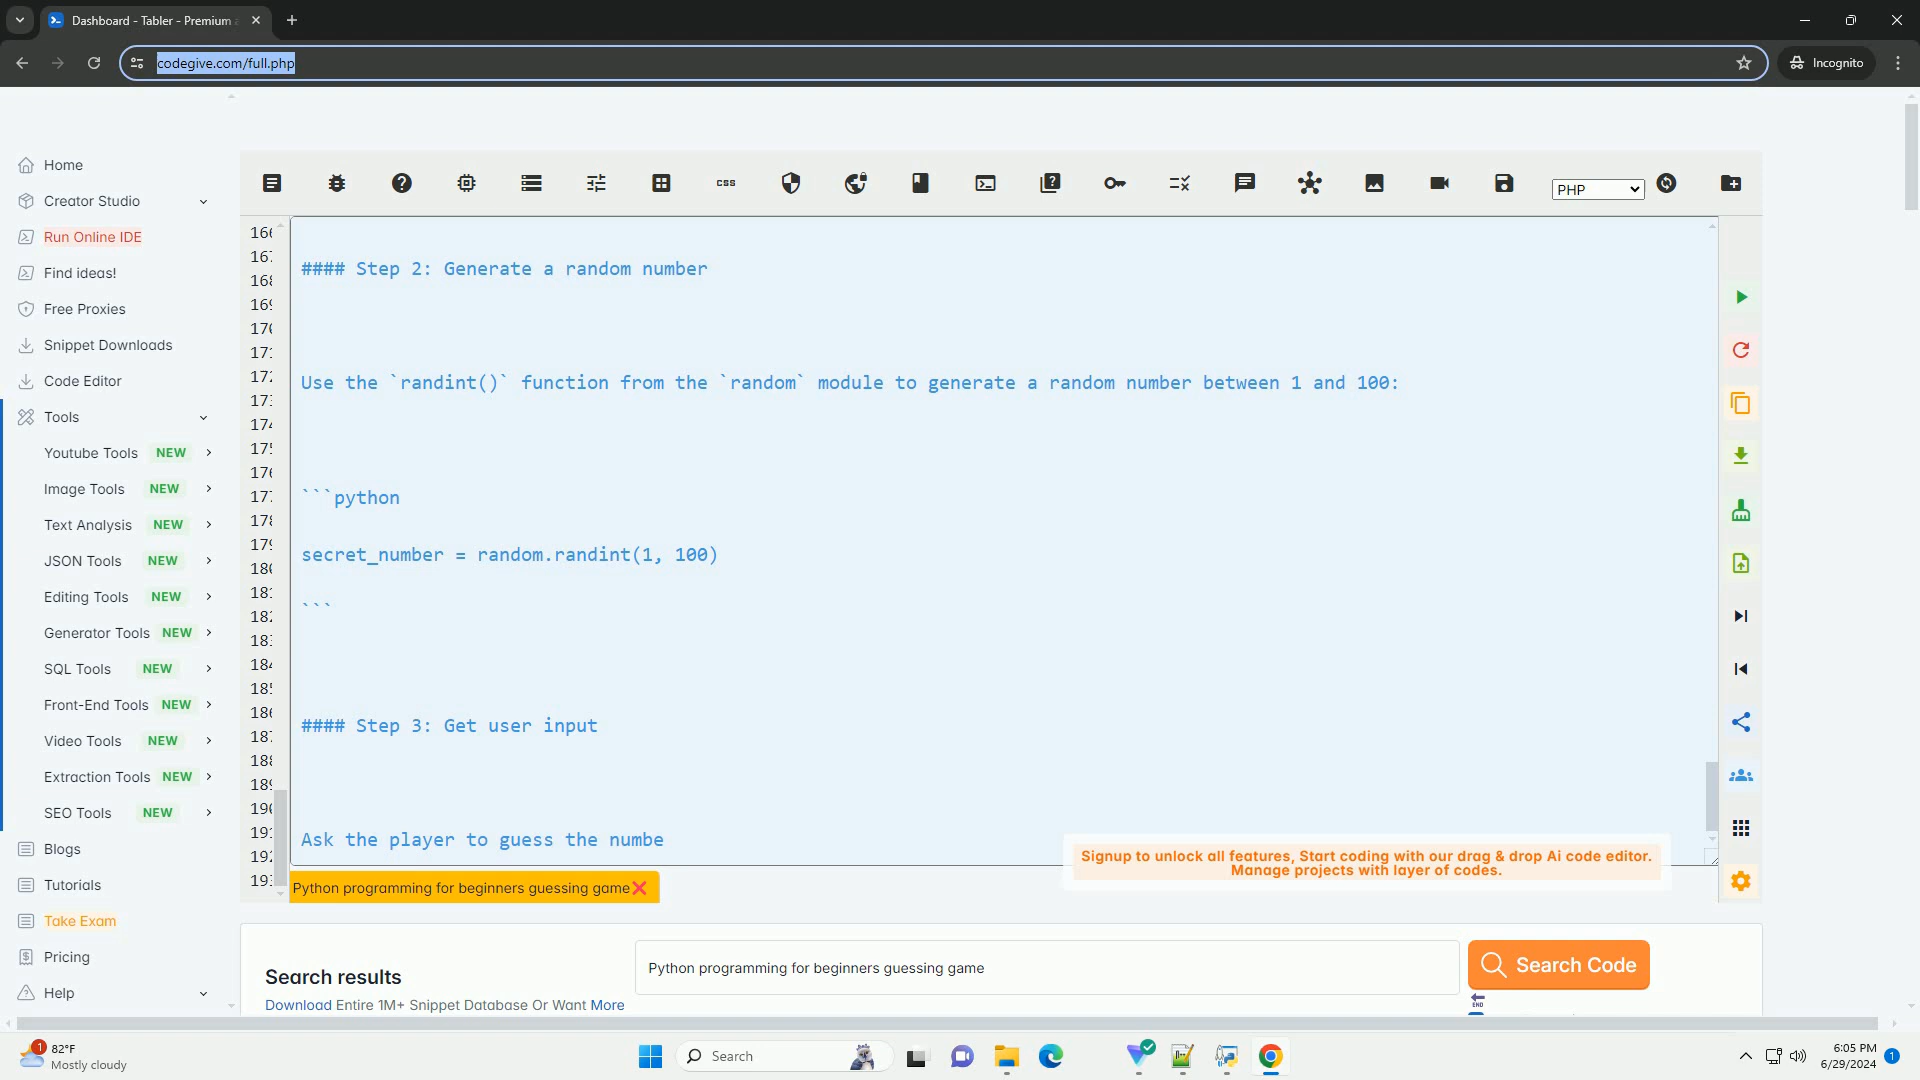 Dashboard - Tabler - Premium
codegive.com/full.php
Incognito
Home
Creator Studio
Run Online IDE
Find ideas!
Free Proxies
Snippet Downloads
Code Editor
Tools
Youtube Tools NEW
Image Tools NEW
Text Analysis NEW
JSON Tools NEW
Editing Tools NEW
Generator Tools NEW
SQL Tools NEW
Front-End Tools NEW
Video Tools NEW
Extraction Tools NEW
SEO Tools NEW
Blogs
Tutorials
Take Exam
Pricing
Help
css
PHP
#### Step 2: Generate a random number
Use the `randint()` function from the `random` module to generate a random number between 1 and 100:
```python
secret_number = random.randint(1, 100)
```
#### Step 3: Get user input
Ask the player to guess the numbe
Signup to unlock all features, Start coding with our drag & drop Ai code editor.
Manage projects with layer of codes.
Python programming for beginners guessing game
Search results
Download Entire 1M+ Snippet Database Or Want More
Python programming for beginners guessing game
Search Code
END
1
82°F
Mostly cloudy
Search
6:05 PM
6/29/2024
1